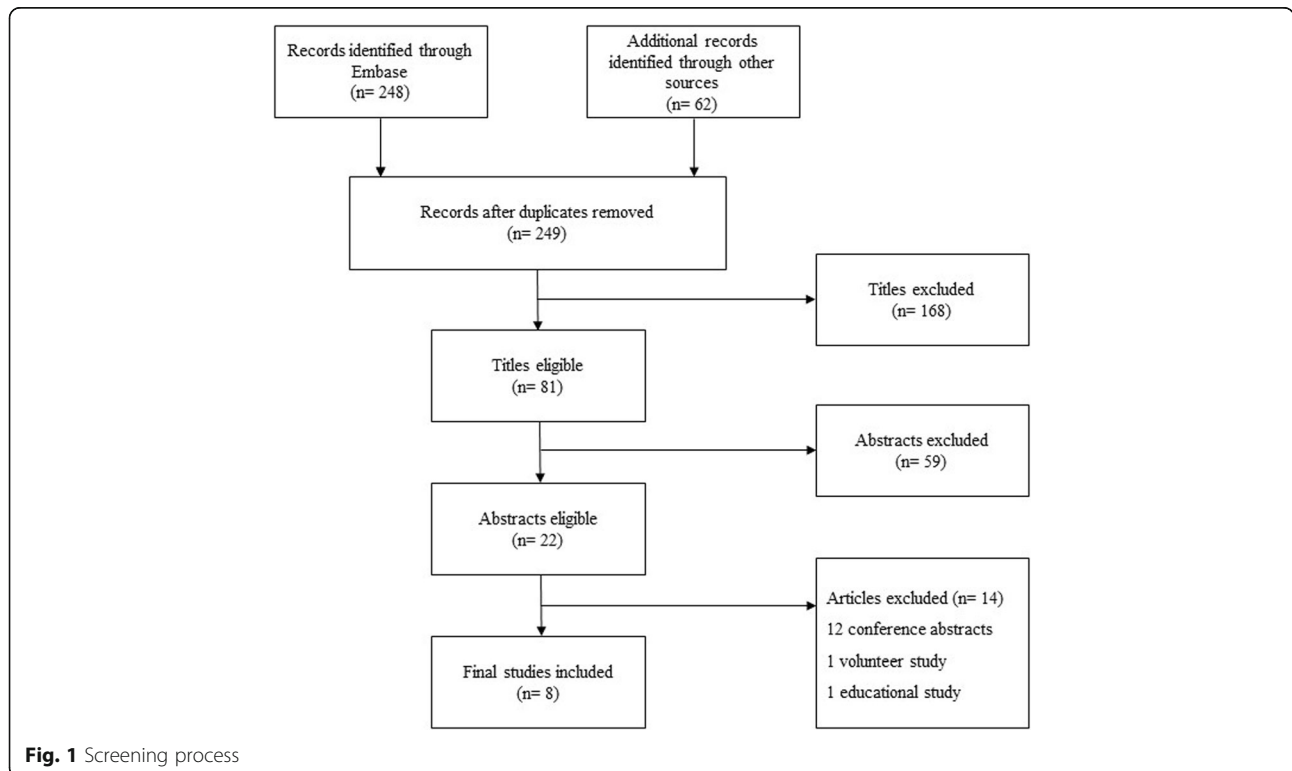 Records identified through
Embase
(n= 248)
Additional records
identified through other
sources
(n= 62)
Records after duplicates removed
(n= 249)
Titles excluded
(n= 168)
Titles eligible
(n= 81)
Abstracts excluded
(n= 59)
Abstracts eligible
(n= 22)
Articles excluded (n= 14)
12 conference abstracts
1 volunteer study
1 educational study
Final studies included
(n= 8)
Fig. 1 Screening process